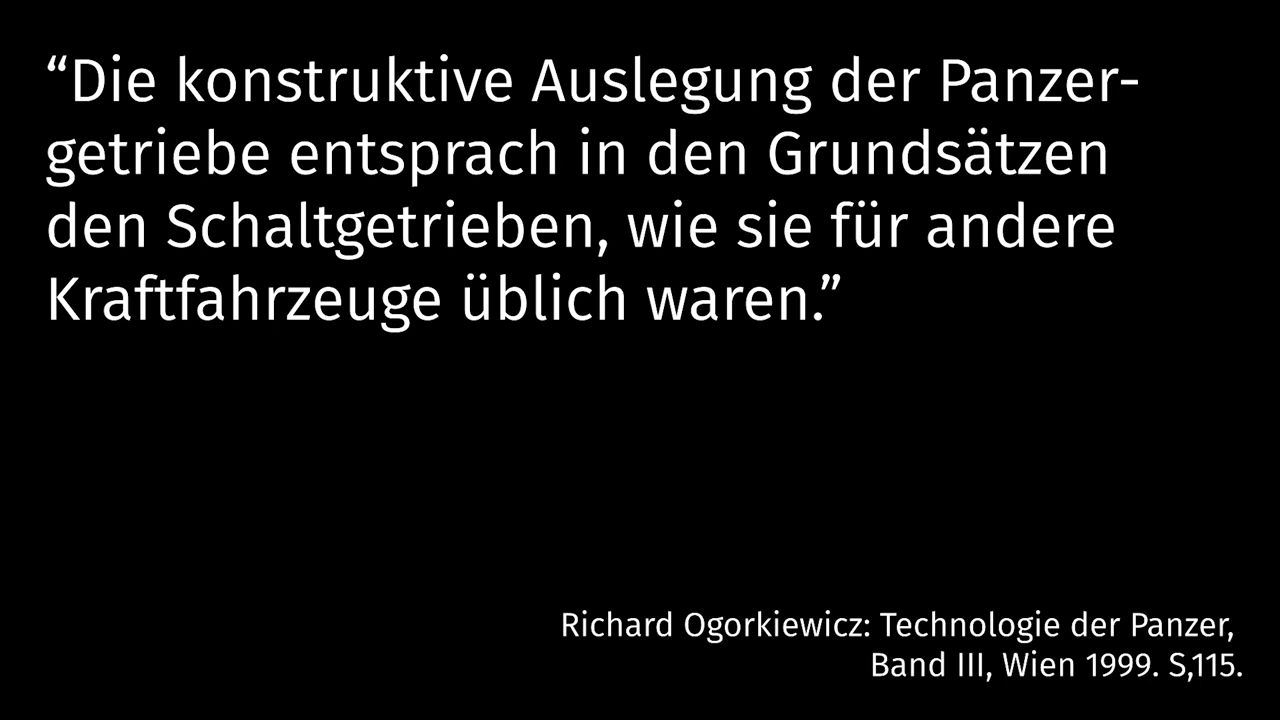 “Die konstruktive Auslegung der Panzer-
getriebe entsprach in den Grundsätzen
den Schaltgetrieben, wie sie für andere
Kraftfahrzeuge üblich waren.”
Richard Ogorkiewicz: Technologie der Panzer,
Band III, Wien 1999. S,115.